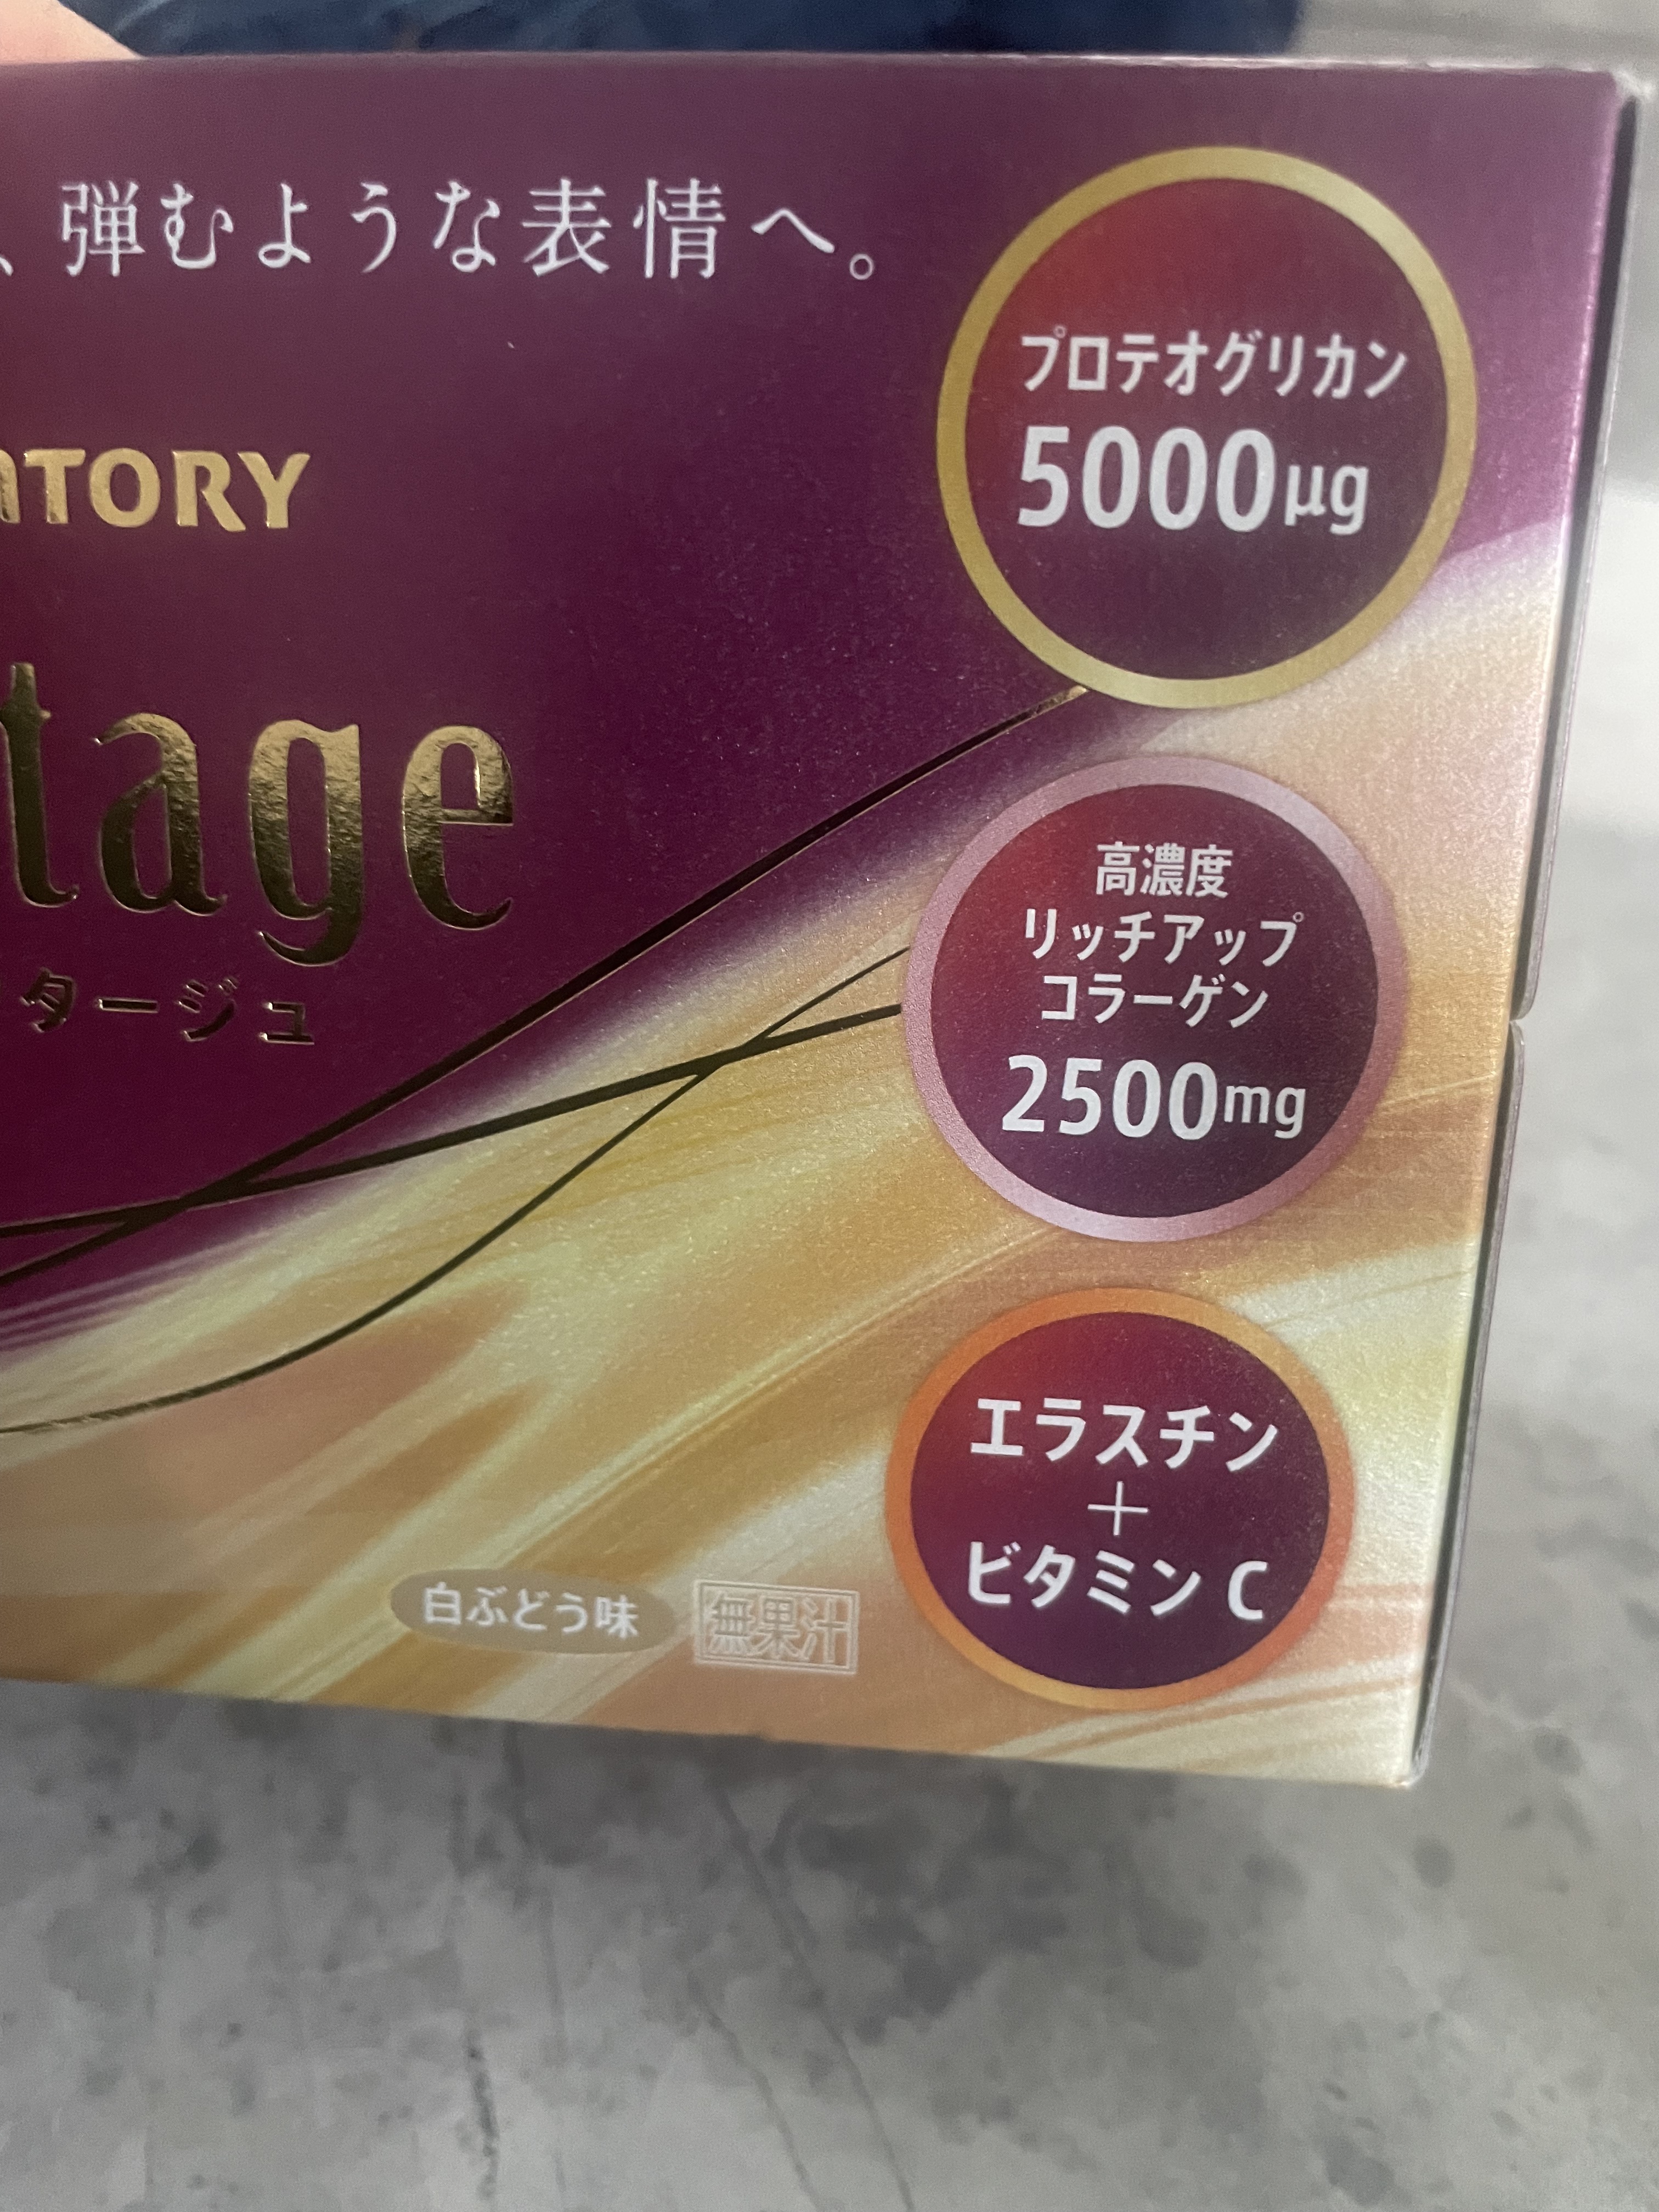 、弾むような表情へ。
プロテオグリカン
5000μg
NTORY
tage
タージュ
高濃度
リッチアップ
コラーゲン
2500mg
エラスチン
+
ビタミンC
白ぶどう味
無果汁